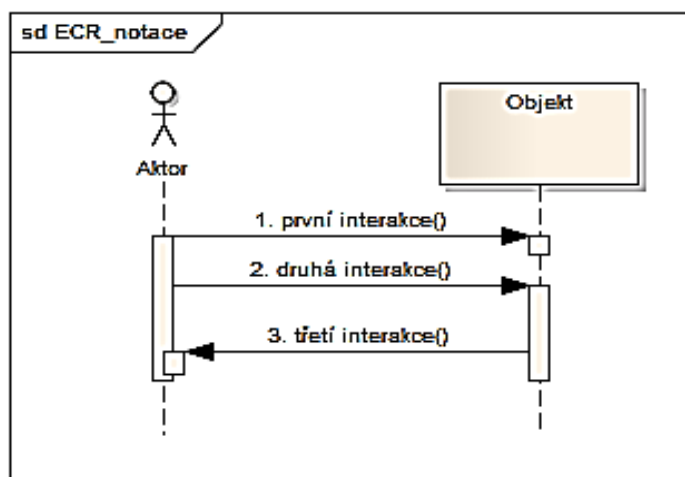 sd ECR_notace
Objekt
Aktor
1. první interakce()
2. druhá interakce()
3. třetí interakce()